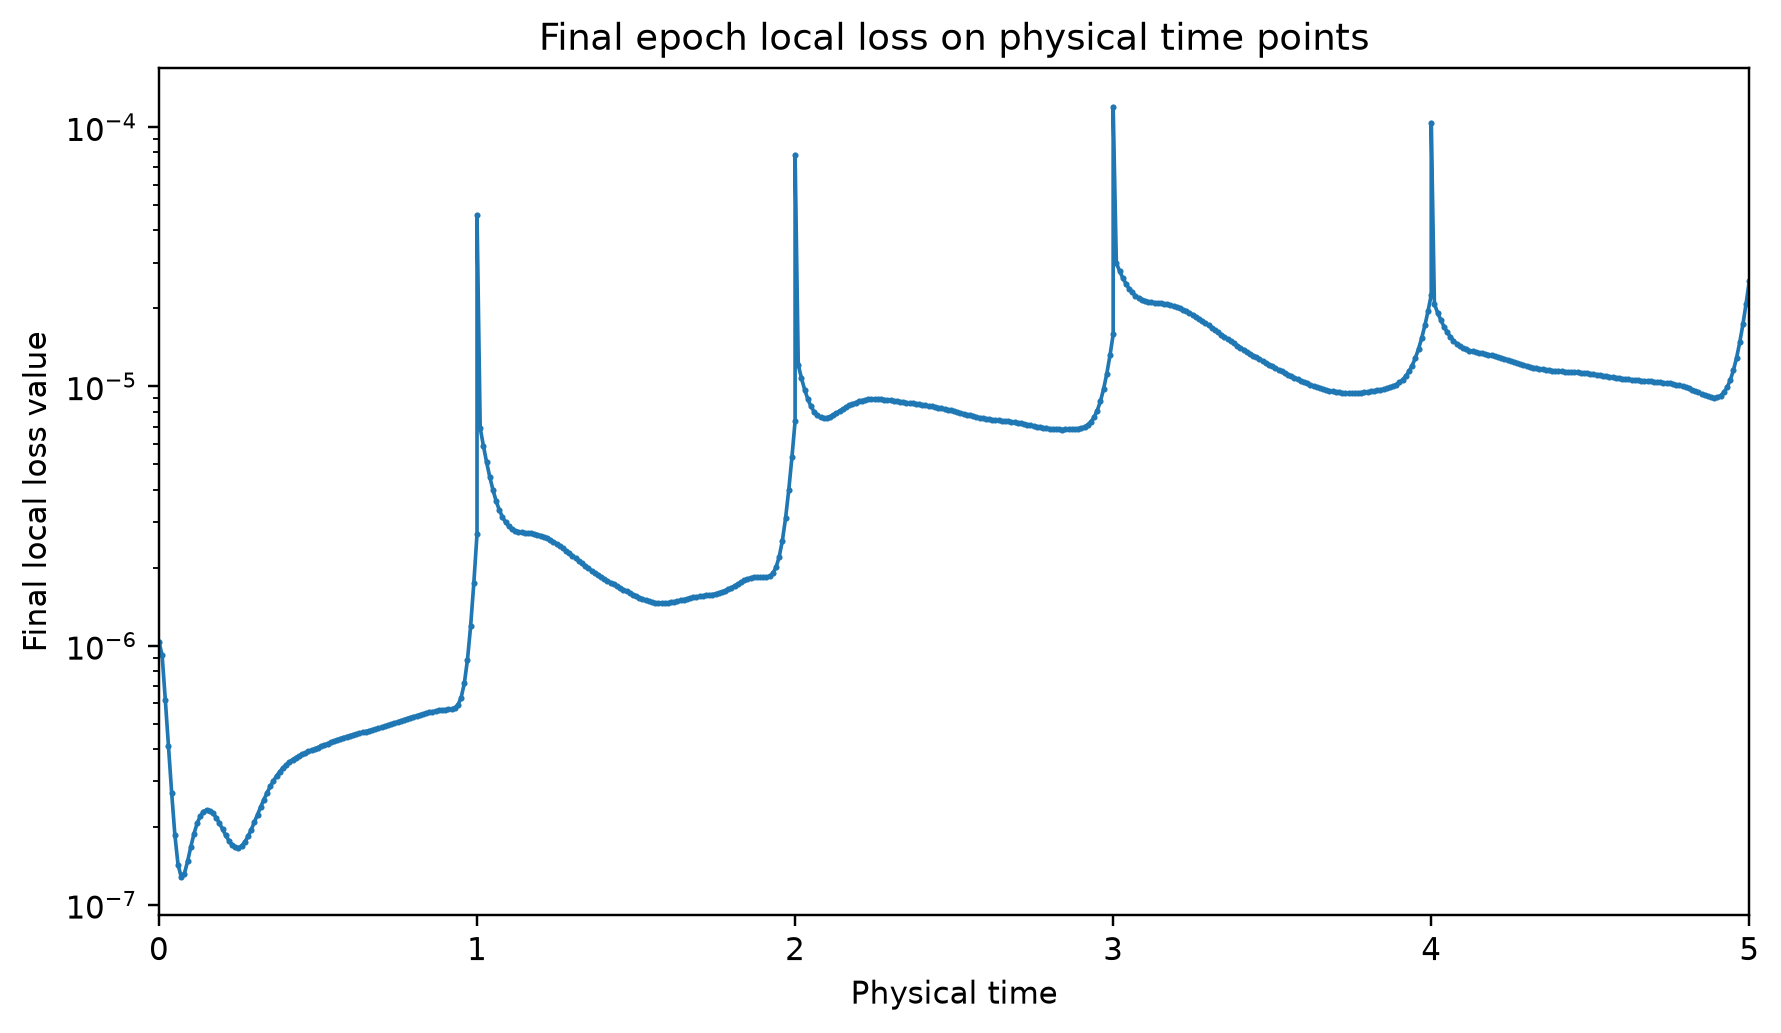 Final epoch local loss on physical time points
Final local loss value
10⁻⁴
10⁻⁵
10⁻⁶
10⁻⁷
0 1 2 3 4 5
Physical time